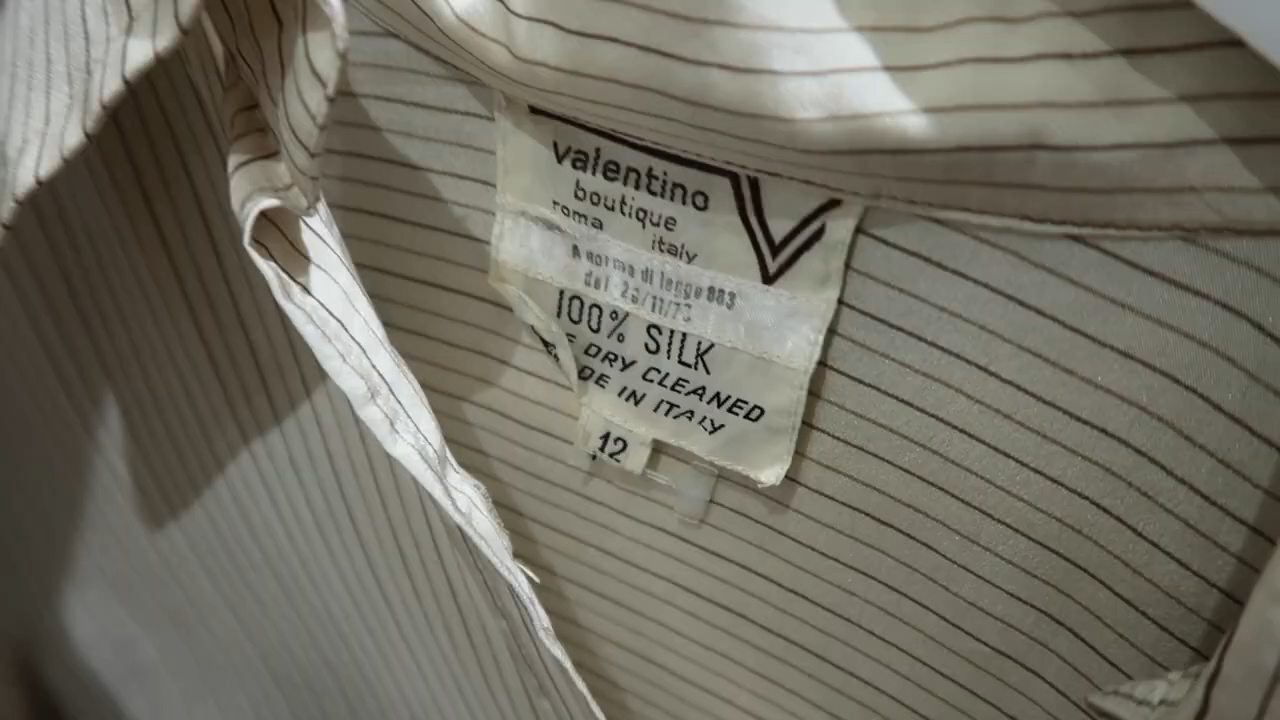 valentino
boutique
roma italy
A norma di legge 883
del 26/11/73
100% SILK
DRY CLEANED
DE IN ITALY
12